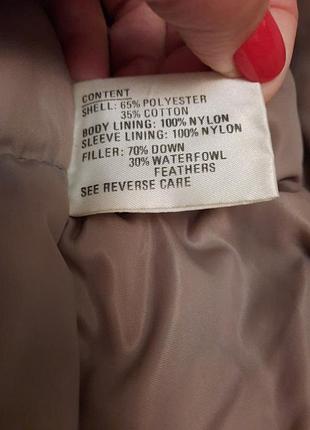 CONTENT
SHELL: 65% POLYESTER
35% COTTON
BODY LINING: 100% NYLON
SLEEVE LINING: 100% NYLON
FILLER: 70% DOWN
30% WATERFOWL
FEATHERS
SEE REVERSE CARE